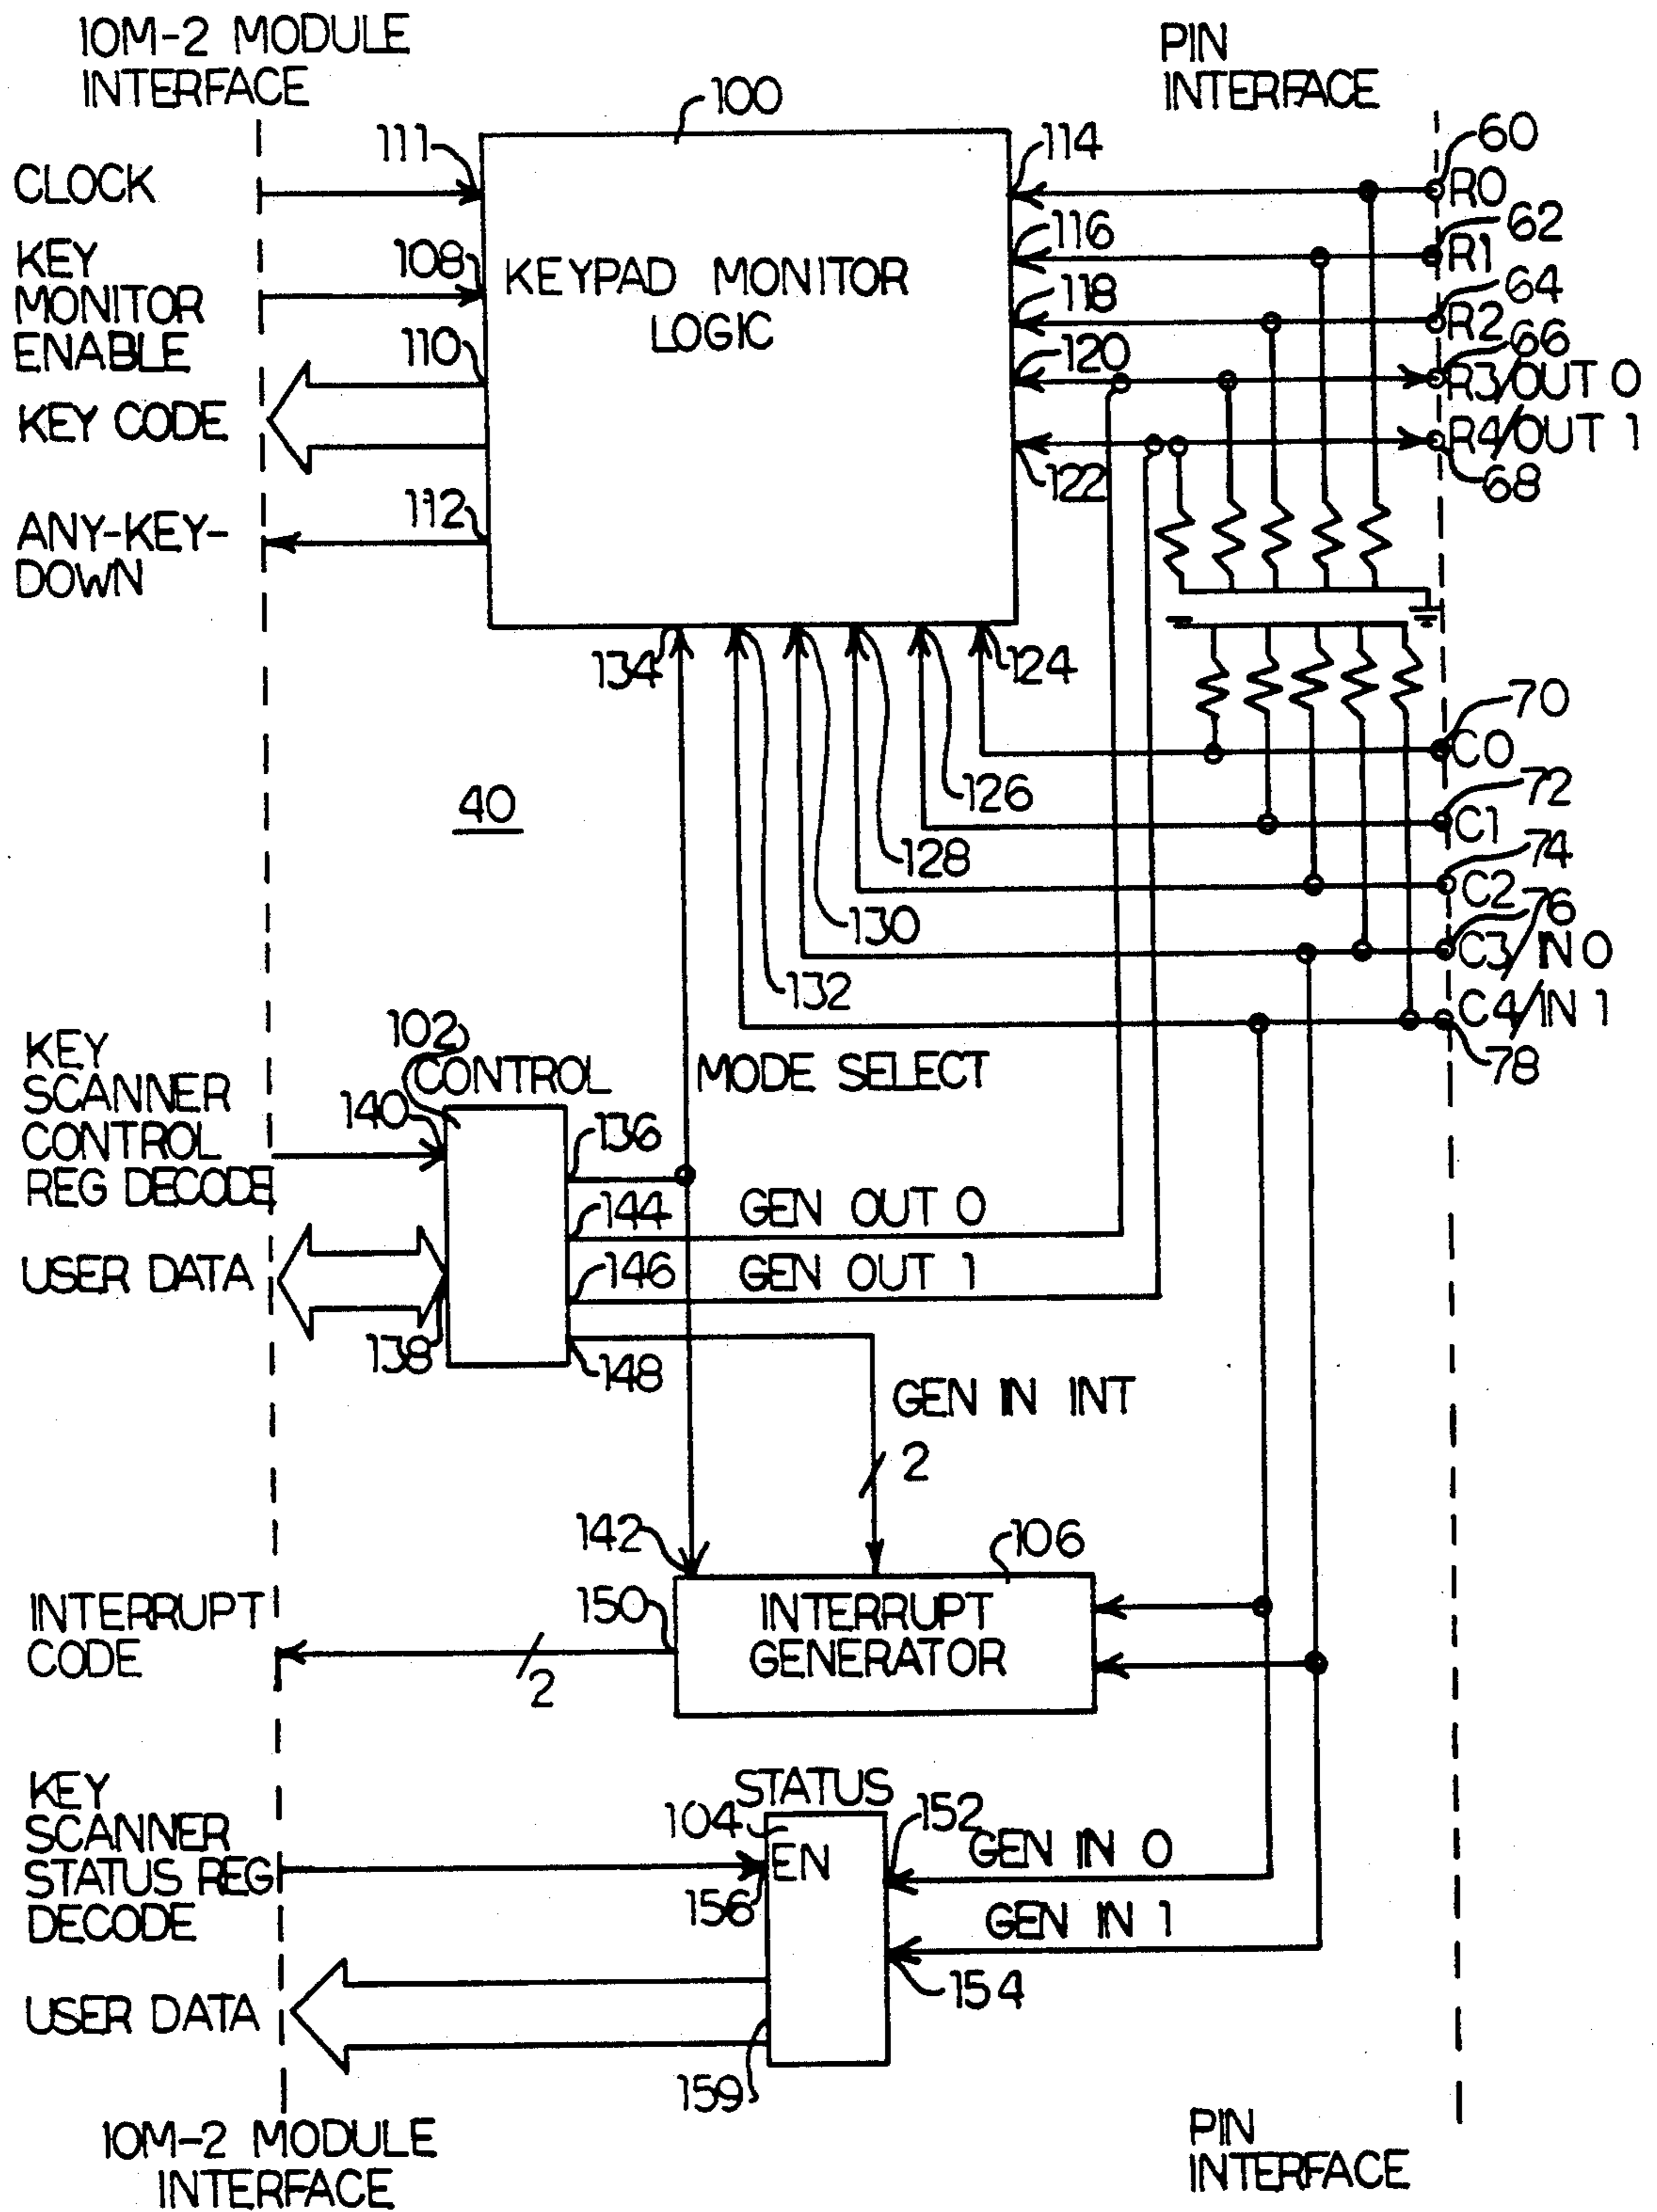 10M-2 MODULE
INTERFACE
PIN
INTERFACE
100
111
114
60
CLOCK
R0
62
116
R1
KEY
MONITOR
ENABLE
108
KEYPAD MONITOR
LOGIC
118
64
R2
110
120
66
R3/OUT 0
KEY CODE
R4/OUT 1
122
68
112
ANY-KEY-
DOWN
134
124
70
C0
40
126
72
C1
128
74
C2
130
76
C3/IN 0
132
C4/IN 1
78
KEY
SCANNER
CONTROL
REG DECODE
102
CONTROL
MODE SELECT
140
136
144
GEN OUT 0
USER DATA
146
GEN OUT 1
138
148
GEN IN INT
2
142
106
INTERRUPT
CODE
150
INTERRUPT
GENERATOR
2
KEY
SCANNER
STATUS REG
DECODE
STATUS
104
152
EN
GEN IN 0
156
GEN IN 1
154
USER DATA
159
10M-2 MODULE
INTERFACE
PIN
INTERFACE